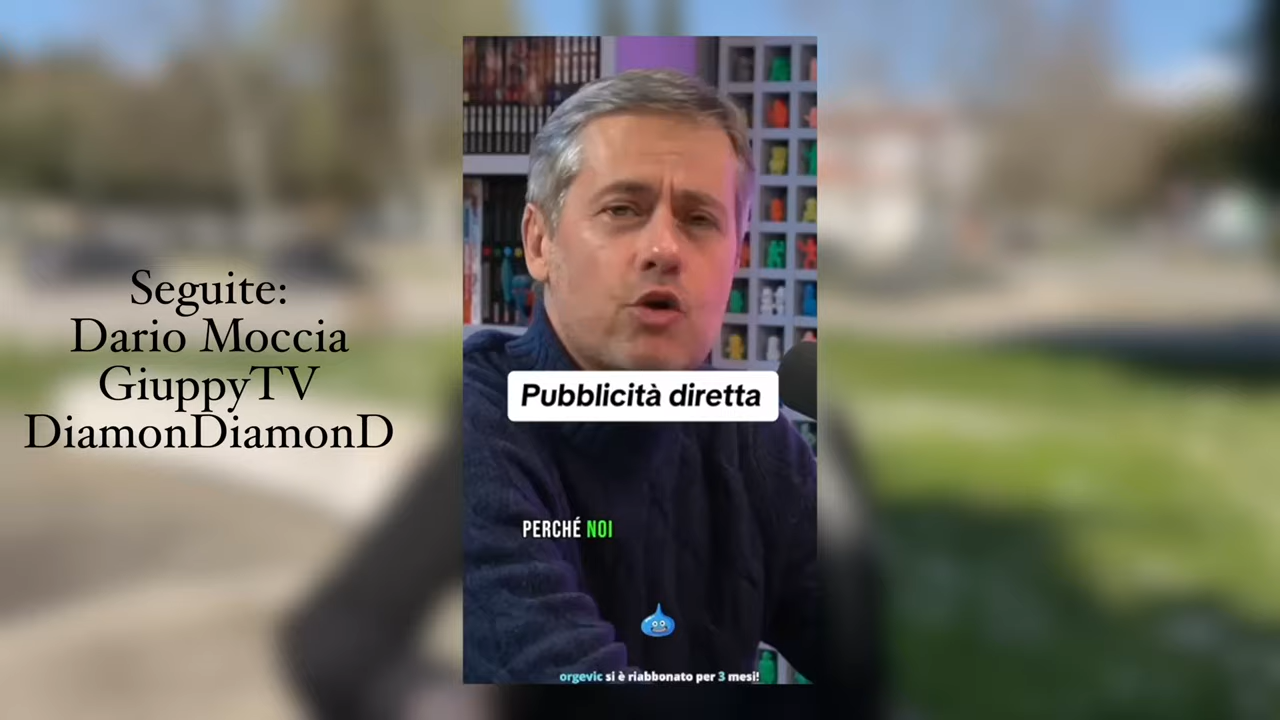 Seguite:
Dario Moccia
GiuppyTV
DiamonDiamonD
Pubblicità diretta
PERCHÉ NOI
orgevic si è riabbonato per 3 mesi!